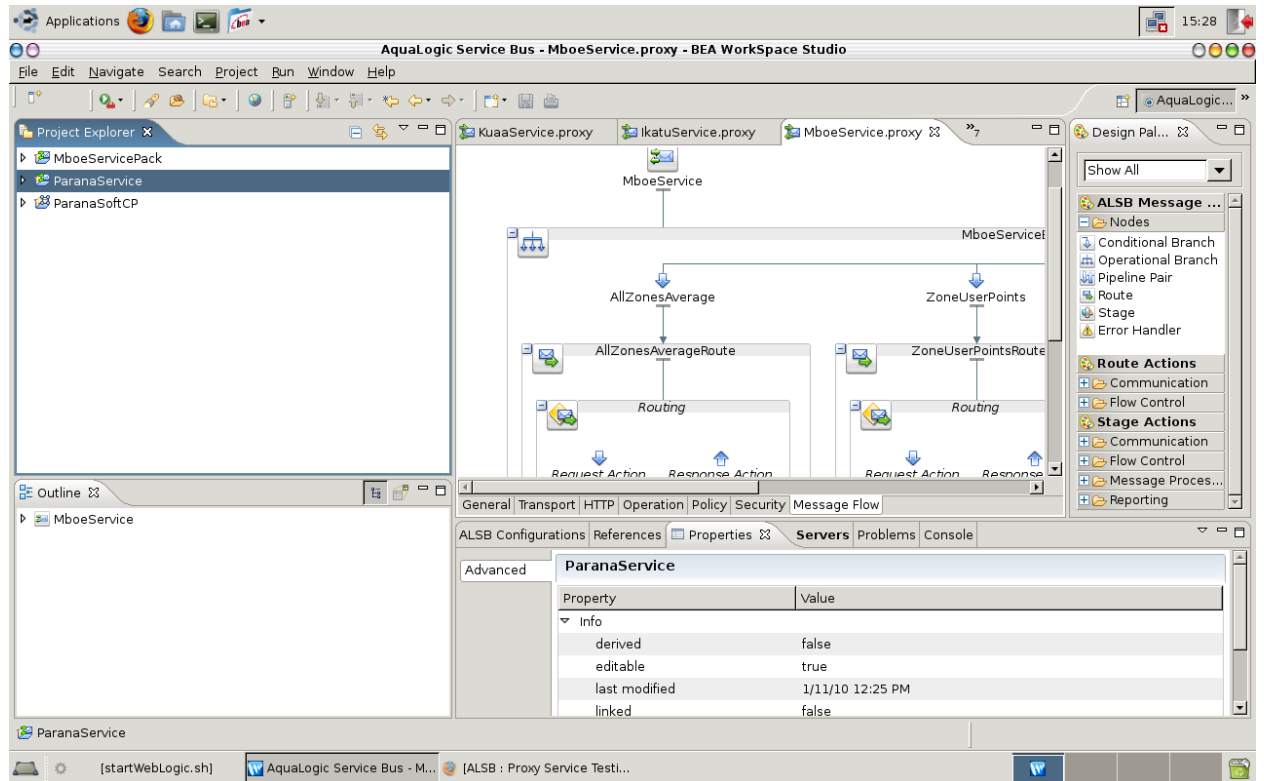 Applications
15:28
AquaLogic Service Bus - MboeService.proxy - BEA WorkSpace Studio
File Edit Navigate Search Project Run Window Help
AquaLogic... »
Project Explorer
MboeServicePack
ParanaService
ParanaSoftCP
KuaaService.proxy IkatuService.proxy MboeService.proxy »7
MboeService
MboeServiceB
AllZonesAverage ZoneUserPoints
AllZonesAverageRoute ZoneUserPointsRoute
Routing Routing
Request Action Response Action Request Action Response
General Transport HTTP Operation Policy Security Message Flow
Design Pal...
Show All
ALSB Message ...
Nodes
Conditional Branch
Operational Branch
Pipeline Pair
Route
Stage
Error Handler
Route Actions
Communication
Flow Control
Stage Actions
Communication
Flow Control
Message Proces...
Reporting
Outline
MboeService
ALSB Configurations References Properties Servers Problems Console
Advanced
ParanaService
Property Value
Info
derived false
editable true
last modified 1/11/10 12:25 PM
linked false
ParanaService
[startWebLogic.sh] AquaLogic Service Bus - M... [ALSB : Proxy Service Testi...